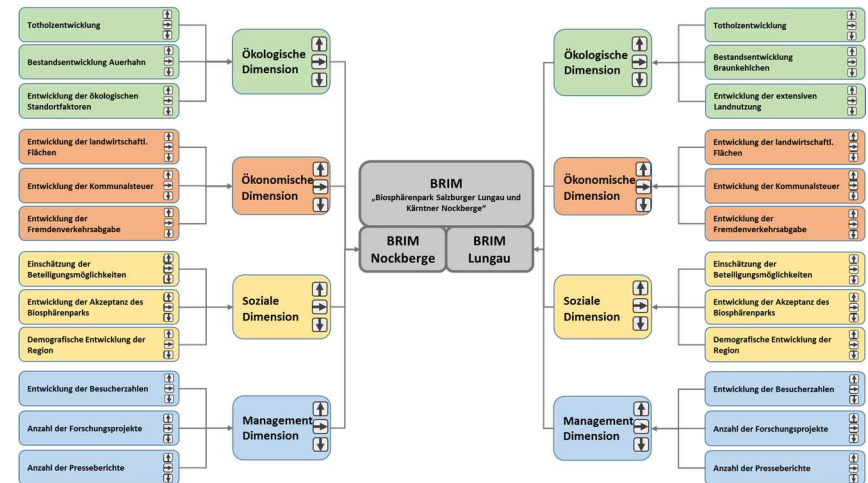 Totholzentwicklung
Bestandsentwicklung Auerhahn
Entwicklung der ökologischen
Standortfaktoren
Ökologische
Dimension
Entwicklung der landwirtschaftl.
Flächen
Entwicklung der Kommunalsteuer
Entwicklung der
Fremdenverkehrsabgabe
Ökonomische
Dimension
Einschätzung der
Beteiligungsmöglichkeiten
Entwicklung der Akzeptanz des
Biosphärenparks
Demografische Entwicklung der
Region
Soziale
Dimension
Entwicklung der Besucherzahlen
Anzahl der Forschungsprojekte
Anzahl der Presseberichte
Management
Dimension
BRIM
„Biosphärenpark Salzburger Lungau und
Kärntner Nockberge“
BRIM
Nockberge
BRIM
Lungau
Ökologische
Dimension
Totholzentwicklung
Bestandsentwicklung
Braunkehlchen
Entwicklung der extensiven
Landnutzung
Ökonomische
Dimension
Entwicklung der landwirtschaftl.
Flächen
Entwicklung der Kommunalsteuer
Entwicklung der
Fremdenverkehrsabgabe
Soziale
Dimension
Einschätzung der
Beteiligungsmöglichkeiten
Entwicklung der Akzeptanz des
Biosphärenparks
Demografische Entwicklung der
Region
Management
Dimension
Entwicklung der Besucherzahlen
Anzahl der Forschungsprojekte
Anzahl der Presseberichte